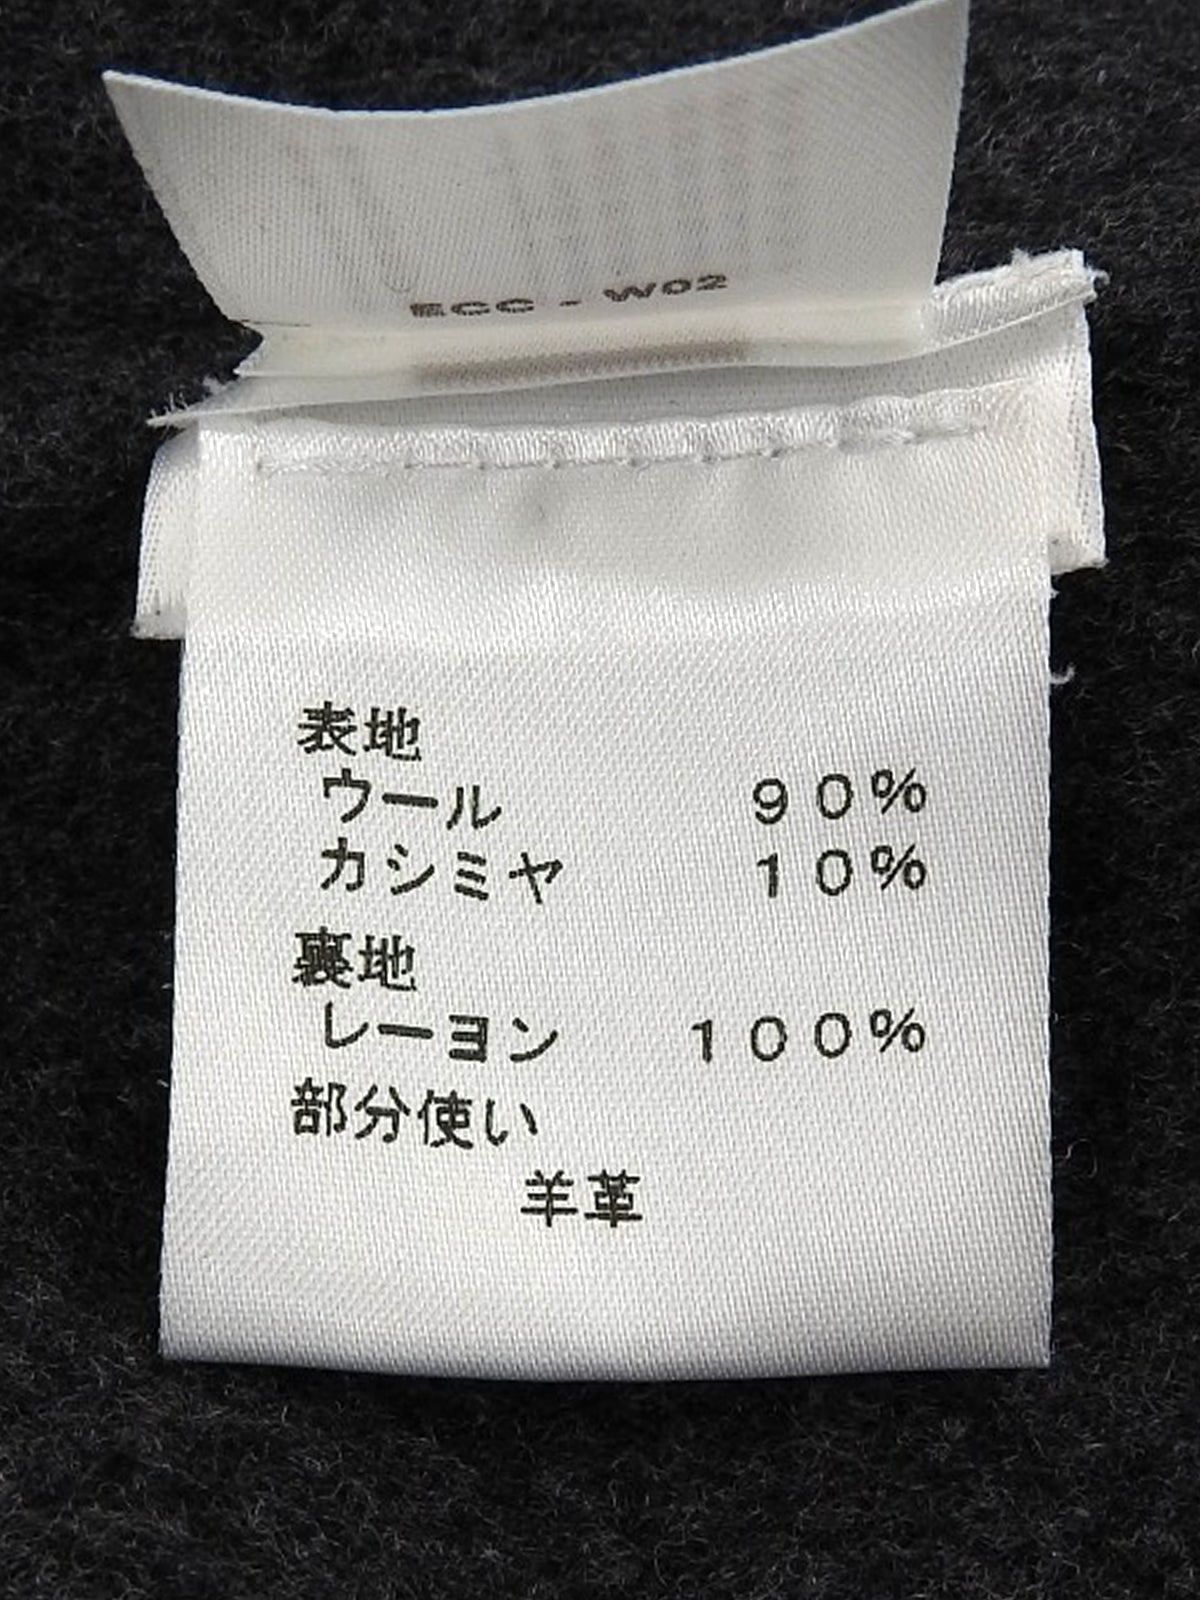 ECC - W02
表地
ウール 90%
カシミヤ 10%
裏地
レーヨン 100%
部分使い
羊革